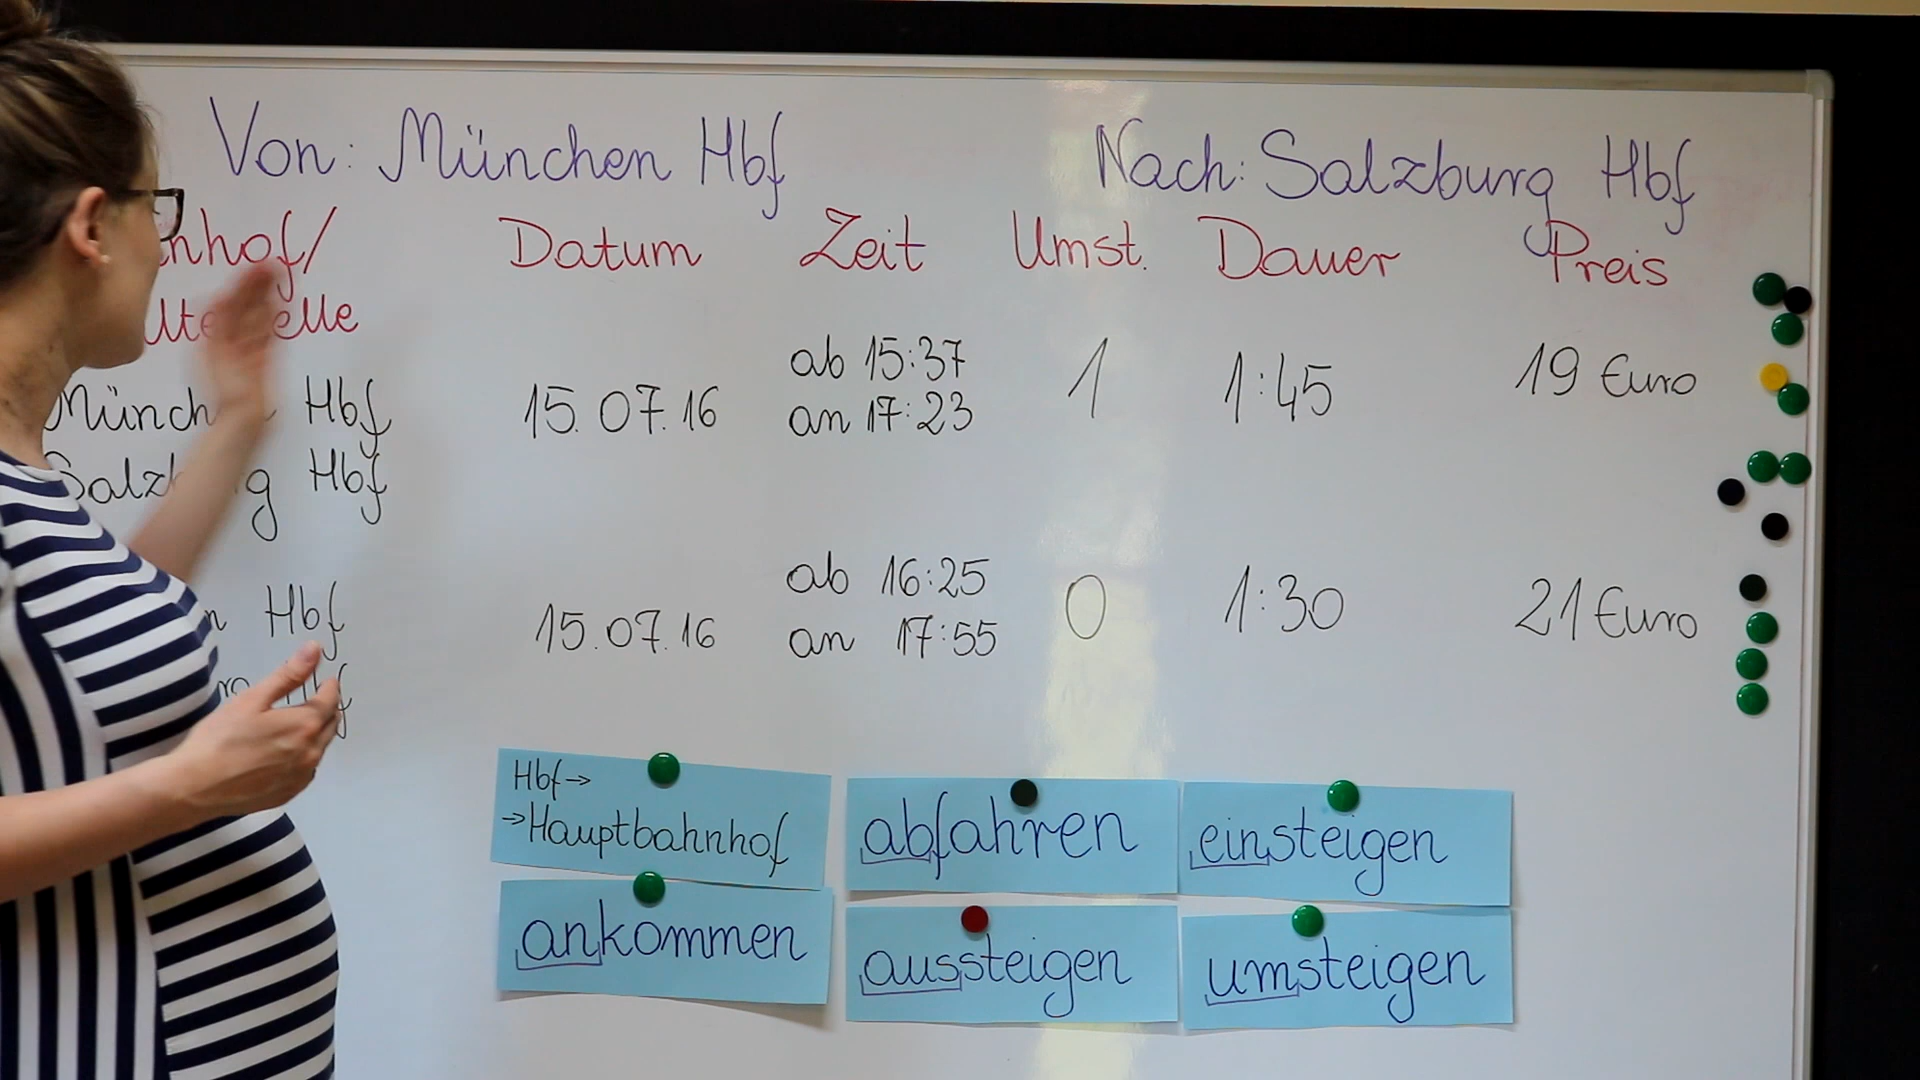 Von: München Hbf
Nach: Salzburg Hbf
Datum Zeit Umst. Dauer Preis
Hbf 15.07.16 ab 15:37 1 1:45 19 Euro
an 17:23
Hbf
Hbf 15.07.16 ab 16:25 0 1:30 21 Euro
an 17:55
Hbf→
→Hauptbahnhof
abfahren
einsteigen
ankommen
aussteigen
umsteigen